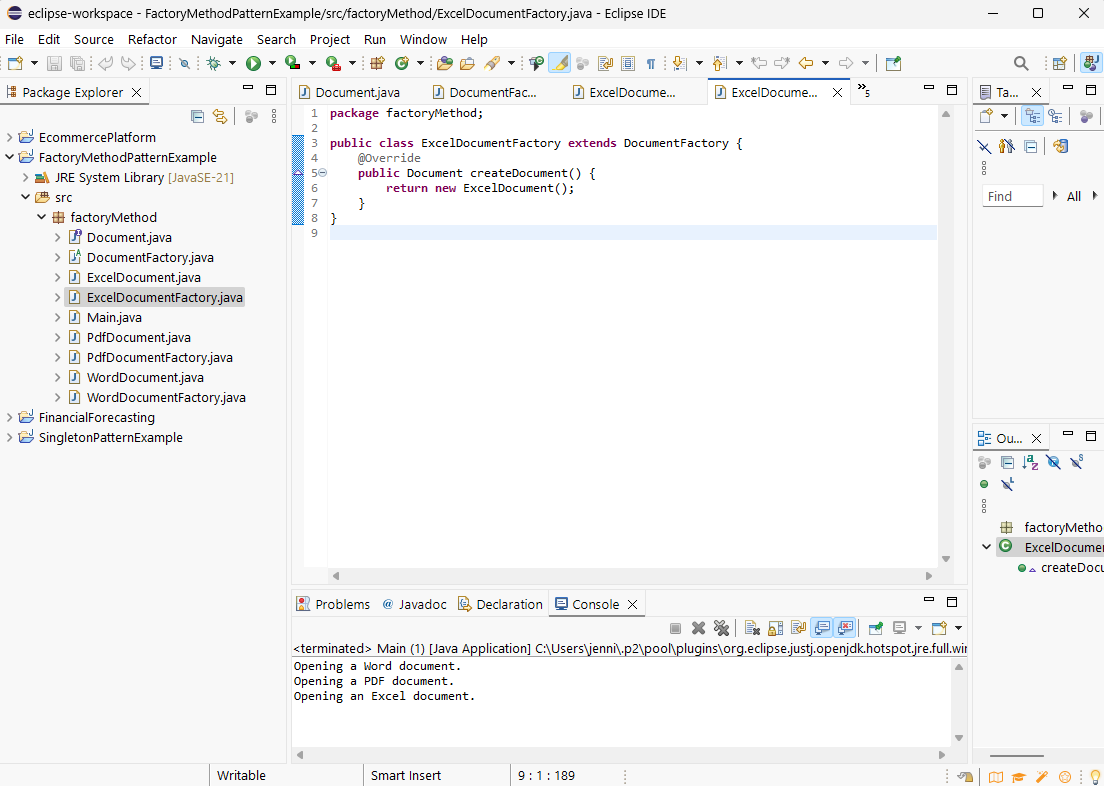 eclipse-workspace - FactoryMethodPatternExample/src/factoryMethod/ExcelDocumentFactory.java - Eclipse IDE
File Edit Source Refactor Navigate Search Project Run Window Help
Package Explorer
EcommercePlatform
FactoryMethodPatternExample
JRE System Library [JavaSE-21]
src
factoryMethod
Document.java
DocumentFactory.java
ExcelDocument.java
ExcelDocumentFactory.java
Main.java
PdfDocument.java
PdfDocumentFactory.java
WordDocument.java
WordDocumentFactory.java
FinancialForecasting
SingletonPatternExample
Document.java DocumentFac... ExcelDocume... ExcelDocume... »5
1 package factoryMethod;
2
3 public class ExcelDocumentFactory extends DocumentFactory {
4 @Override
5 public Document createDocument() {
6 return new ExcelDocument();
7 }
8 }
9
Ta...
Find All
Ou...
factoryMetho
ExcelDocumen
createDocu
Problems @ Javadoc Declaration Console
<terminated> Main (1) [Java Application] C:\Users\jenni\.p2\pool\plugins\org.eclipse.justj.openjdk.hotspot.jre.full.win
Opening a Word document.
Opening a PDF document.
Opening an Excel document.
Writable Smart Insert 9 : 1 : 189